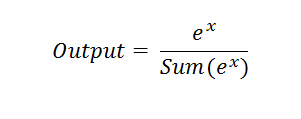 Output = e^x / Sum(e^x)